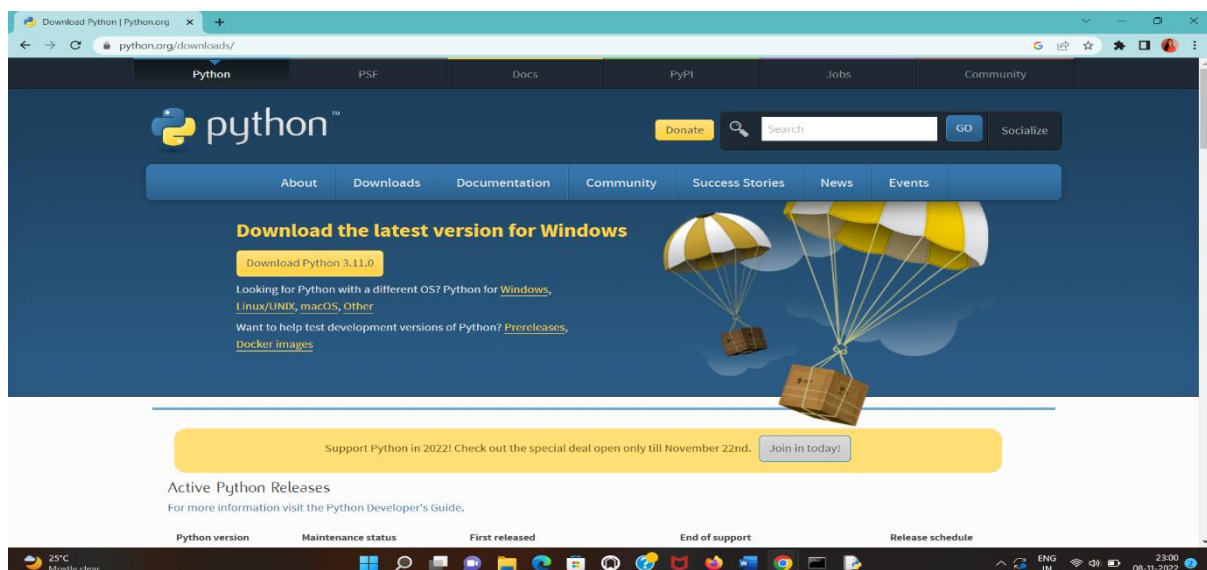 Download Python | Python.org
python.org/downloads/
Python PSF Docs PyPI Jobs Community
python™
Donate Search GO Socialize
About Downloads Documentation Community Success Stories News Events
Download the latest version for Windows
Download Python 3.11.0
Looking for Python with a different OS? Python for Windows,
Linux/UNIX, macOS, Other
Want to help test development versions of Python? Prereleases,
Docker images
Support Python in 2022! Check out the special deal open only till November 22nd. Join in today!
Active Python Releases
For more information visit the Python Developer's Guide.
Python version Maintenance status First released End of support Release schedule
25°C
Mostly clear
ENG
IN
23:00
08-11-2022
2